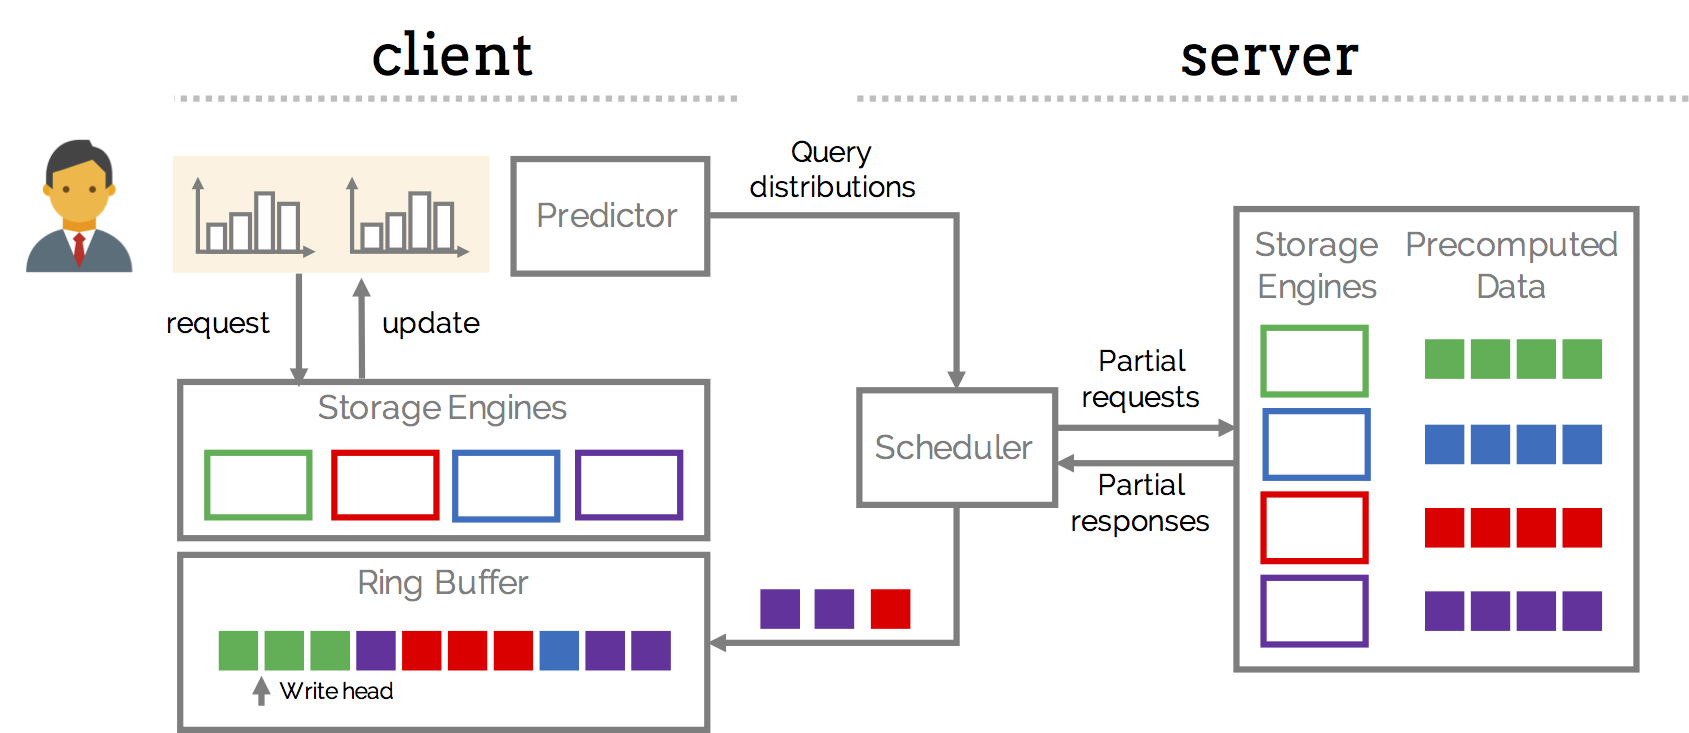 client
server
Query
distributions
Predictor
Storage
Engines
Precomputed
Data
request
update
Partial
requests
Storage Engines
Scheduler
Partial
responses
Ring Buffer
Write head